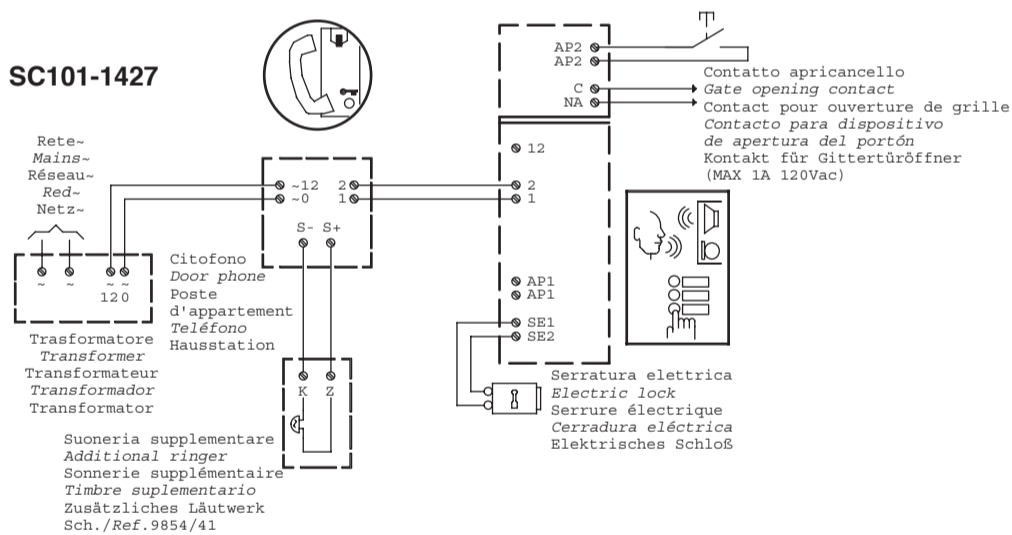 SC101-1427
AP2
AP2
C
NA
Contatto apricancello
Gate opening contact
Contact pour ouverture de grille
Contacto para dispositivo
de apertura del portón
Kontakt für Gittertüröffner
(MAX 1A 120Vac)
Rete~
Mains~
Réseau~
Red~
Netz~
~12 2
~0 1
S- S+
12
2
1
AP1
AP1
SE1
SE2
~ ~ ~ ~
12 0
Citofono
Door phone
Poste
d'appartement
Teléfono
Hausstation
Trasformatore
Transformer
Transformateur
Transformador
Transformator
K Z
Serratura elettrica
Electric lock
Serrure électrique
Cerradura eléctrica
Elektrisches Schloß
Suoneria supplementare
Additional ringer
Sonnerie supplémentaire
Timbre suplementario
Zusätzliches Läutwerk
Sch./Ref.9854/41